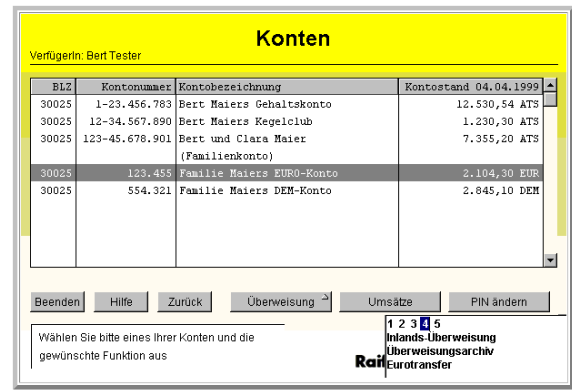 Konten
VerfügerIn: Bert Tester
BLZ Kontonummer Kontobezeichnung Kontostand 04.04.1999
30025 1-23.456.783 Bert Maiers Gehaltskonto 12.530,54 ATS
30025 12-34.567.890 Bert Maiers Kegelclub 1.230,30 ATS
30025 123-45.678.901 Bert und Clara Maier 7.355,20 ATS
(Familienkonto)
30025 123.455 Familie Maiers EURO-Konto 2.104,30 EUR
30025 554.321 Familie Maiers DEM-Konto 2.845,10 DEM
Beenden Hilfe Zurück Überweisung Umsätze PIN ändern
1 2 3 4 5
Inlands-Überweisung
Überweisungsarchiv
Eurotransfer
Wählen Sie bitte eines Ihrer Konten und die
gewünschte Funktion aus